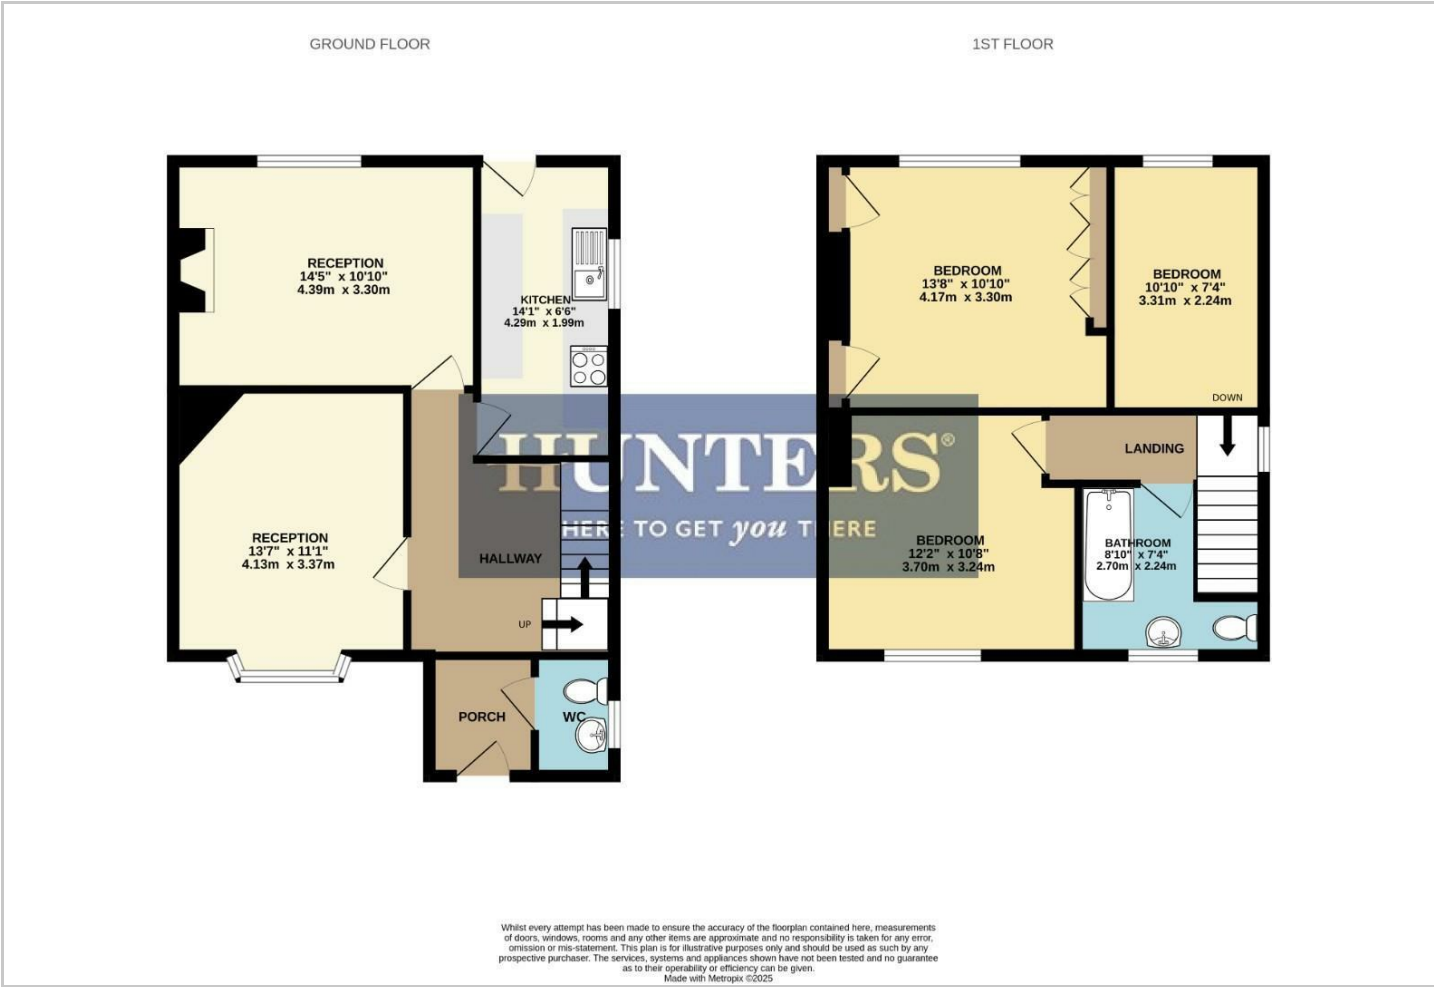 GROUND FLOOR
1ST FLOOR
RECEPTION
14'5" x 10'10"
4.39m x 3.30m
KITCHEN
14'1" x 6'6"
4.29m x 1.99m
RECEPTION
13'7" x 11'1"
4.13m x 3.37m
HALLWAY
UP
PORCH
WC
BEDROOM
13'8" x 10'10"
4.17m x 3.30m
BEDROOM
10'10" x 7'4"
3.31m x 2.24m
DOWN
LANDING
BEDROOM
12'2" x 10'8"
3.70m x 3.24m
BATHROOM
8'10" x 7'4"
2.70m x 2.24m
HUNTERS®
HERE TO GET you THERE
Whilst every attempt has been made to ensure the accuracy of the floorplan contained here, measurements
of doors, windows, rooms and any other items are approximate and no responsibility is taken for any error,
omission or mis-statement. This plan is for illustrative purposes only and should be used as such by any
prospective purchaser. The services, systems and appliances shown have not been tested and no guarantee
as to their operability or efficiency can be given.
Made with Metropix ©2025